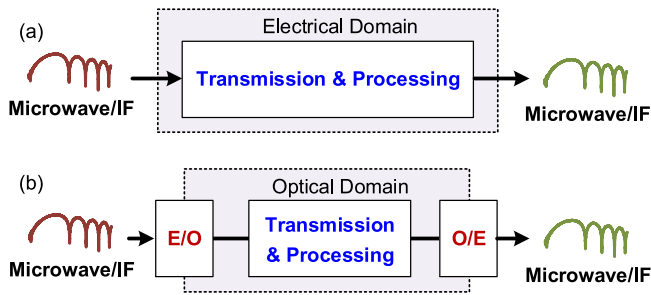 (a)
Electrical Domain
Transmission & Processing
Microwave/IF
Microwave/IF
(b)
Optical Domain
E/O
Transmission
& Processing
O/E
Microwave/IF
Microwave/IF